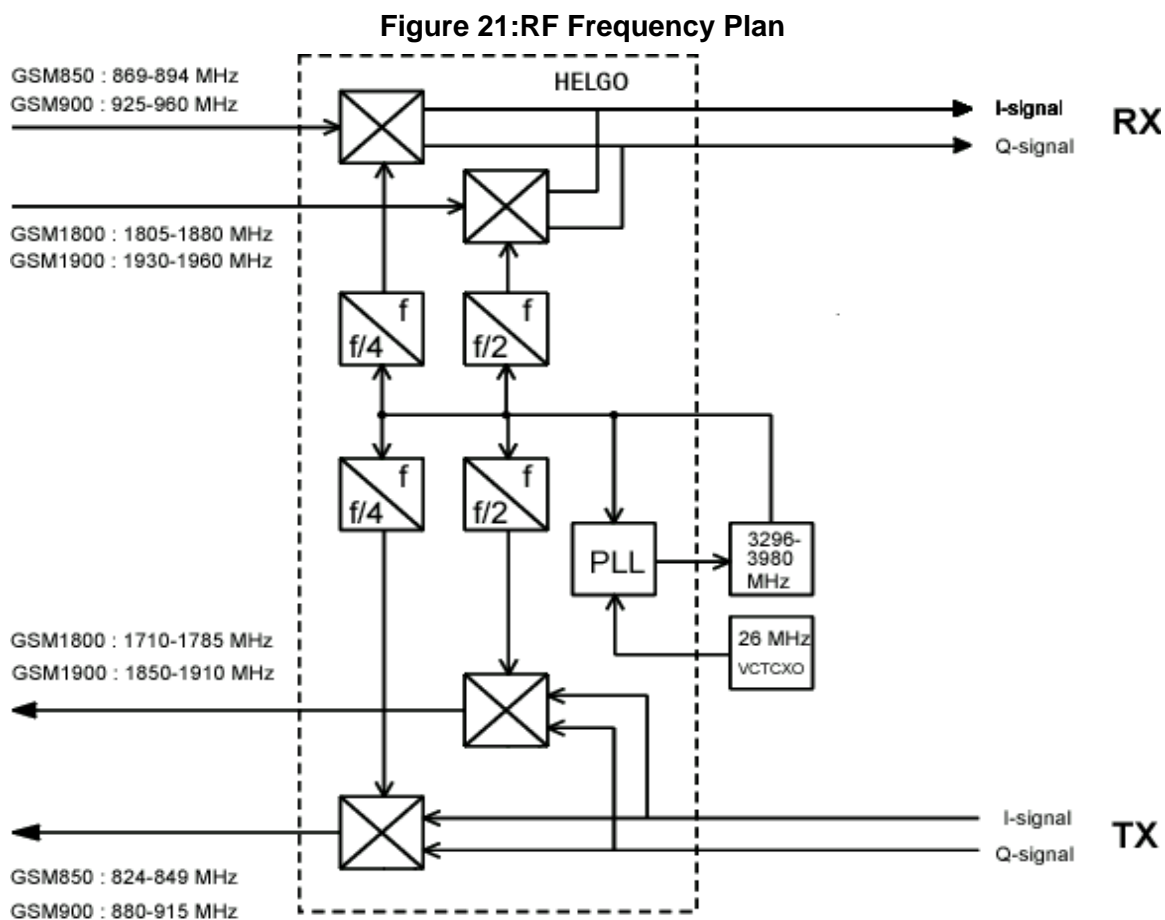 Figure 21:RF Frequency Plan
GSM850 : 869-894 MHz
GSM900 : 925-960 MHz
HELGO
I-signal
Q-signal
RX
GSM1800 : 1805-1880 MHz
GSM1900 : 1930-1960 MHz
f
f/4
f
f/2
f
f/4
f
f/2
PLL
3296-
3980
MHz
26 MHz
VCTCXO
GSM1800 : 1710-1785 MHz
GSM1900 : 1850-1910 MHz
I-signal
Q-signal
TX
GSM850 : 824-849 MHz
GSM900 : 880-915 MHz